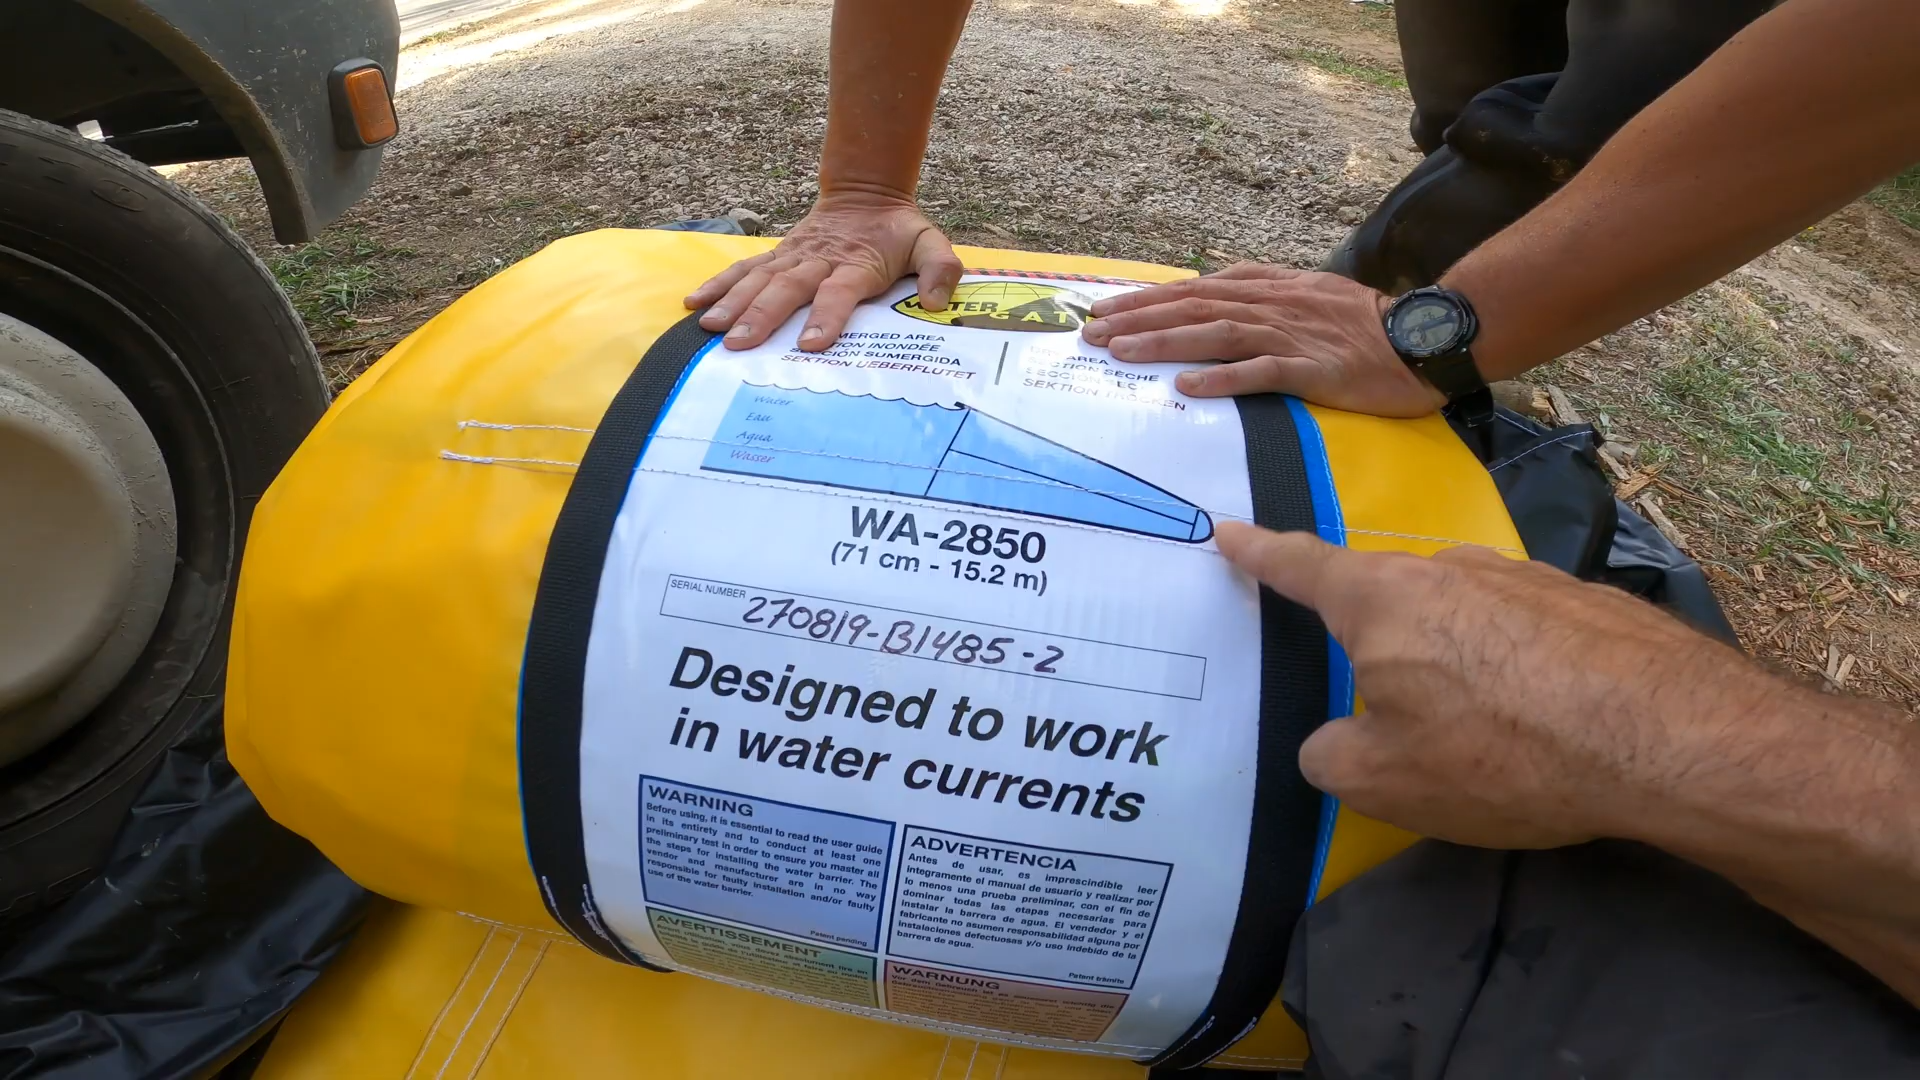 WATER
GAT
MERGED AREA
ION INONDÉE
SECCIÓN SUMERGIDA
SEKTION UEBERFLUTET
AREA
SECTION SÈCHE
SEKTION TROCKEN
Water
Eau
Agua
Wasser
WA-2850
(71 cm - 15.2 m)
SERIAL NUMBER 270819-B1485-2
Designed to work
in water currents
WARNING
Before using, it is essential to read the user guide
in its entirety and to conduct at least one
preliminary test in order to ensure you master all
the steps for installing the water barrier. The
vendor and manufacturer are in no way
responsible for faulty installation and/or faulty
use of the water barrier.
Patent pending
ADVERTENCIA
Antes de usar, es imprescindible leer
íntegramente el manual de usuario y realizar por
lo menos una prueba preliminar, con el fin de
dominar todas las etapas necesarias para
instalar la barrera de agua. El vendedor y el
fabricante no asumen responsabilidad alguna por
instalaciones defectuosas y/o uso indebido de la
barrera de agua.
Patent trámite
AVERTISSEMENT
WARNUNG